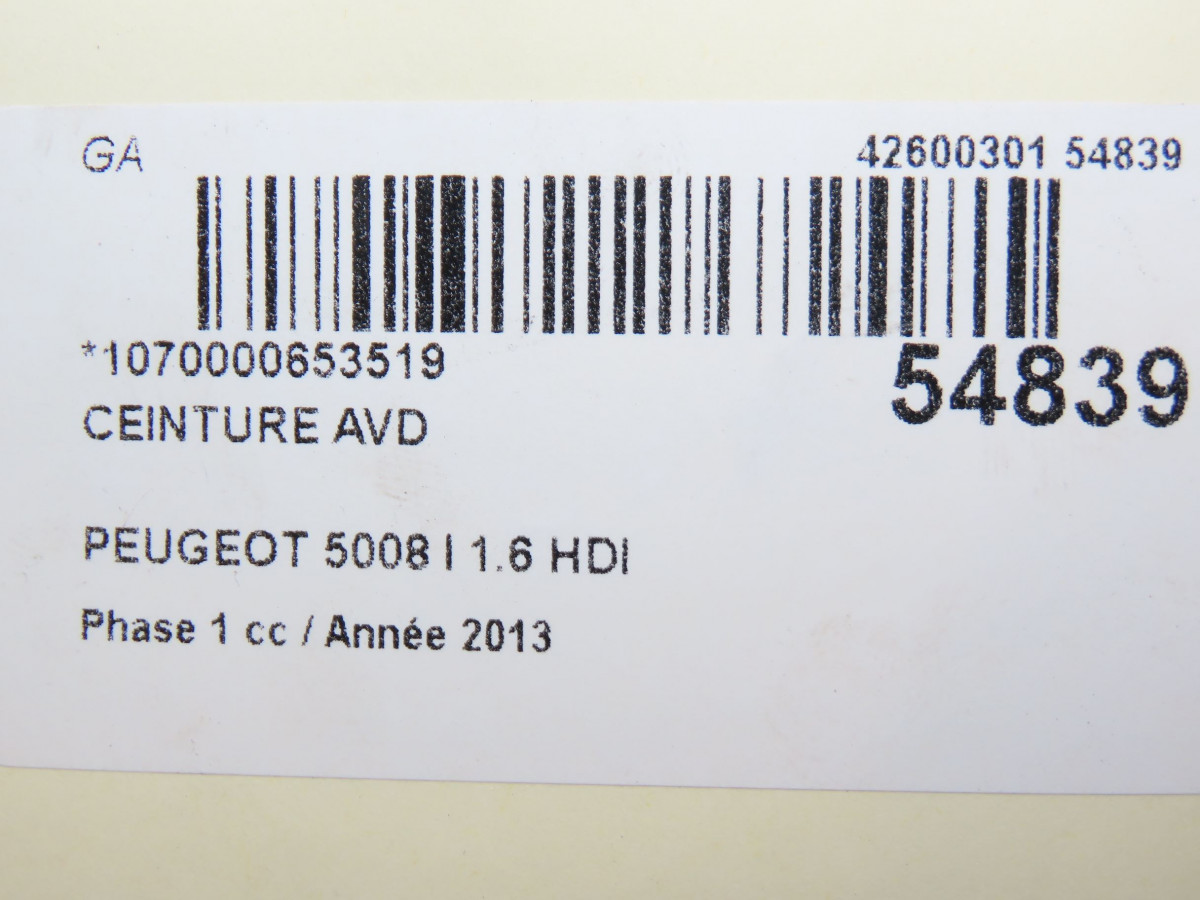 GA
42600301 54839
*1070000653519
54839
CEINTURE AVD
PEUGEOT 5008 I 1.6 HDI
Phase 1 cc / Année 2013